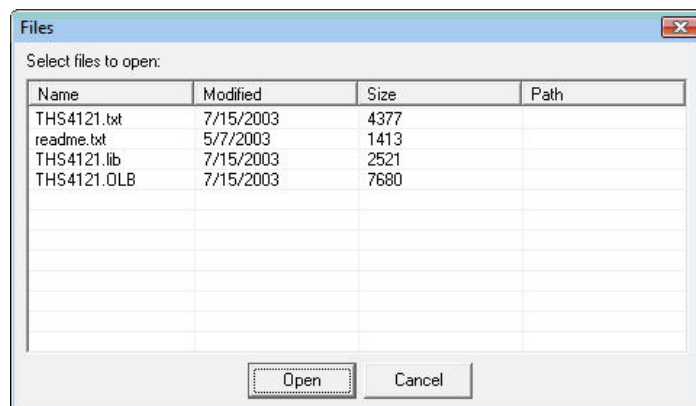 Files
Select files to open:
Name Modified Size Path
THS4121.txt 7/15/2003 4377
readme.txt 5/7/2003 1413
THS4121.lib 7/15/2003 2521
THS4121.OLB 7/15/2003 7680
Open Cancel